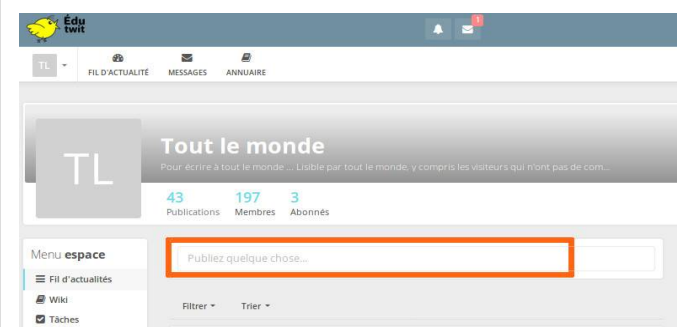 Édu
twit
1
TL
FIL D'ACTUALITÉ MESSAGES ANNUAIRE
TL
Tout le monde
Pour écrire à tout le monde ... Lisible par tout le monde, y compris les visiteurs qui n'ont pas de com...
43 197 3
Publications Membres Abonnés
Menu espace
Publiez quelque chose...
Fil d'actualités
Wiki
Filtrer Trier
Tâches